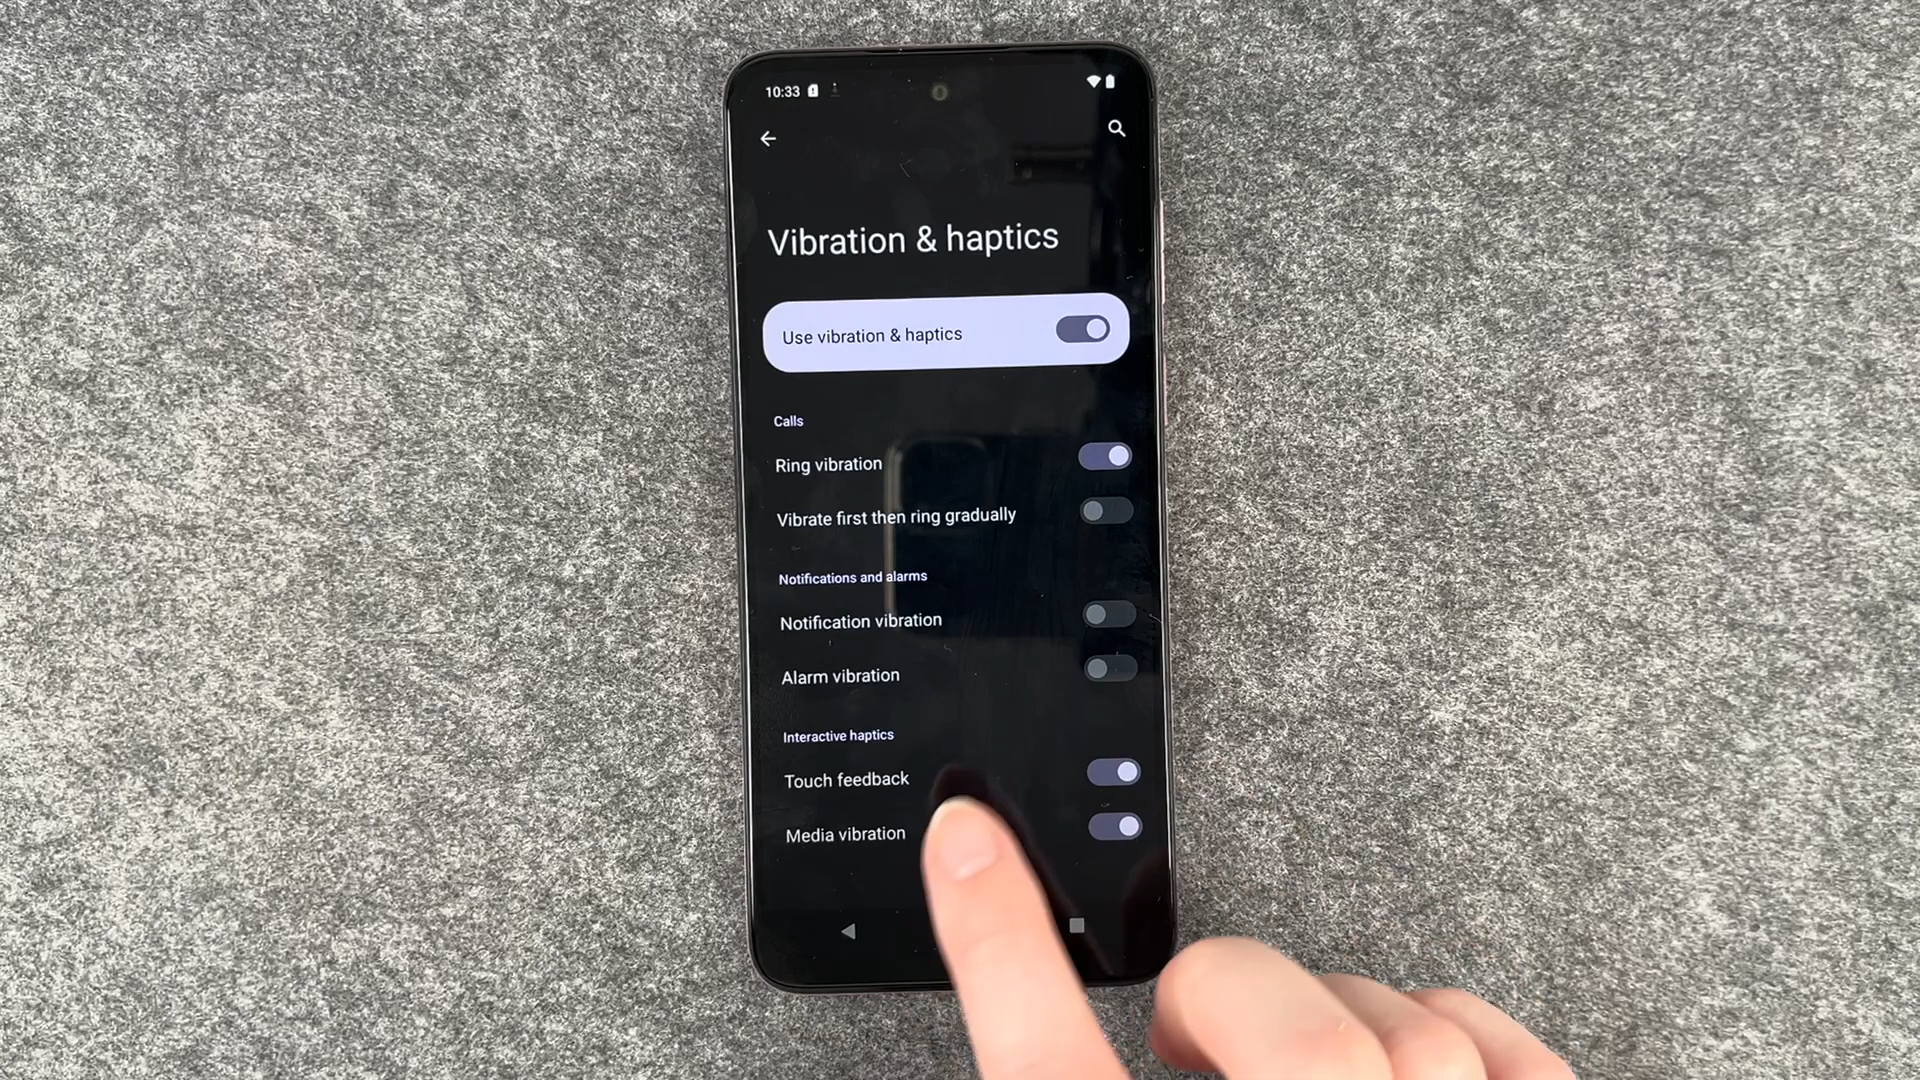 10:33
Vibration & haptics
Use vibration & haptics
Calls
Ring vibration
Vibrate first then ring gradually
Notifications and alarms
Notification vibration
Alarm vibration
Interactive haptics
Touch feedback
Media vibration